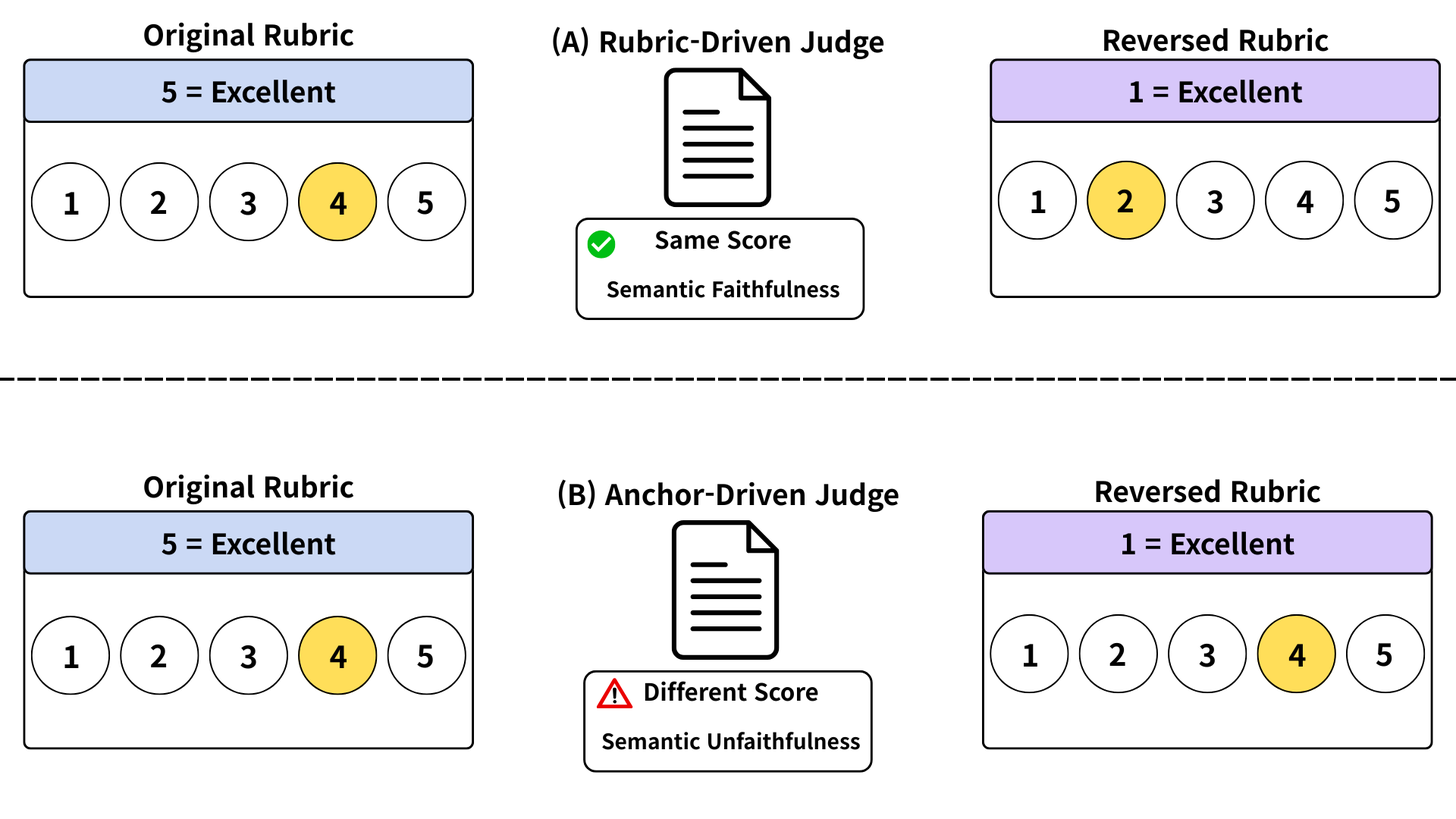 Original Rubric
5 = Excellent
1 2 3 4 5
(A) Rubric-Driven Judge
Same Score
Semantic Faithfulness
Reversed Rubric
1 = Excellent
1 2 3 4 5
Original Rubric
5 = Excellent
1 2 3 4 5
(B) Anchor-Driven Judge
Different Score
Semantic Unfaithfulness
Reversed Rubric
1 = Excellent
1 2 3 4 5